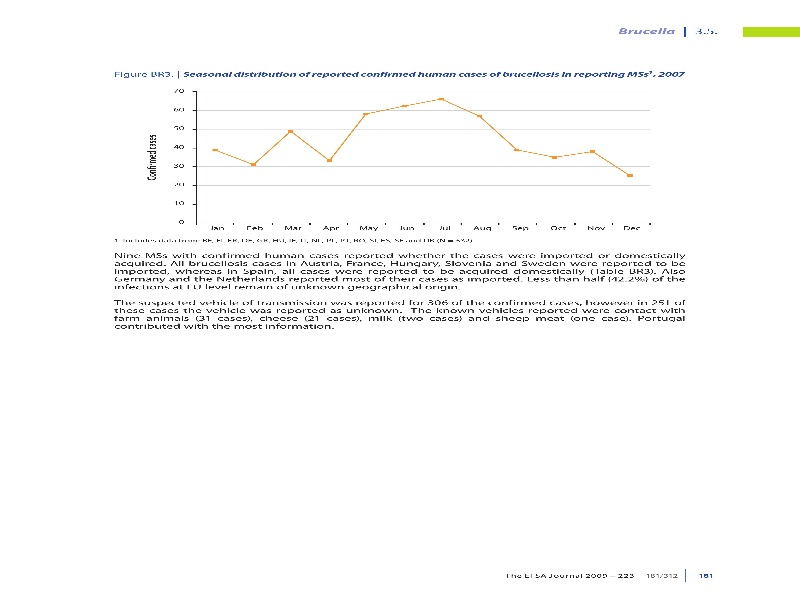 Brucella | 3.5.
Figure BR3. | Seasonal distribution of reported confirmed human cases of brucellosis in reporting MSs¹, 2007
70
60
50
40
30
20
10
0
Confirmed cases
Jan Feb Mar Apr May Jun Jul Aug Sep Oct Nov Dec
1. Includes data from: BE, FR, DE, GR, HU, IE, IT, NL, PL, PT, RO, SI, ES, SE and UK
Nine MSs with confirmed human cases reported whether the cases were imported or domestically
acquired. All brucellosis cases in Austria, France, Hungary, Slovenia and Sweden were reported to be
imported, whereas in Spain, all cases were reported to be acquired domestically (Table BR3). Also
Germany and the Netherlands reported most of their cases as imported. Less than half (42.2%) of the
infections at EU level remain of unknown geographical origin.
The suspected vehicle of transmission was reported for 306 of the confirmed cases, however in 251 of
these cases the vehicle was reported as unknown. The known vehicles reported were contact with
farm animals (31 cases), cheese (21 cases), milk (two cases) and sheep meat (one case). Portugal
contributed with the most information.
The EFSA Journal 2009 – 223 181/312 | 181